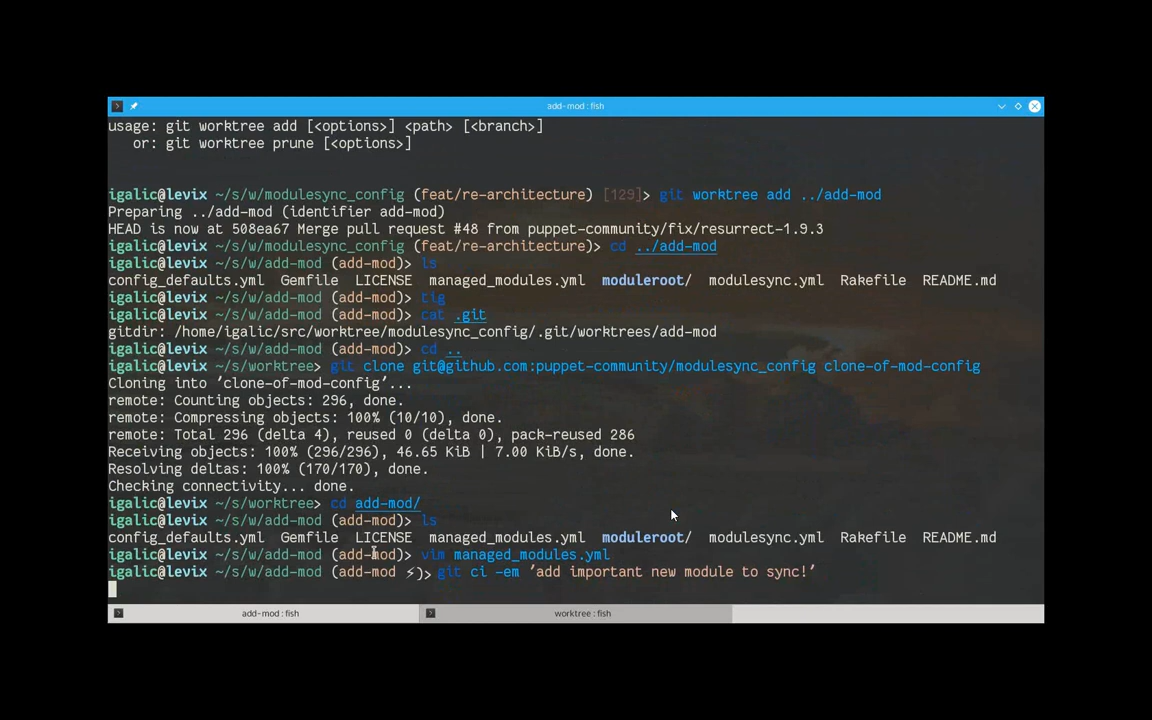 add-mod : fish
usage: git worktree add [<options>] <path> [<branch>]
   or: git worktree prune [<options>]
igalic@levix ~/s/w/modulesync_config (feat/re-architecture) [129]> git worktree add ../add-mod
Preparing ../add-mod (identifier add-mod)
HEAD is now at 508ea67 Merge pull request #48 from puppet-community/fix/resurrect-1.9.3
igalic@levix ~/s/w/modulesync_config (feat/re-architecture)> cd ../add-mod
igalic@levix ~/s/w/add-mod (add-mod)> ls
config_defaults.yml  Gemfile  LICENSE  managed_modules.yml  moduleroot/  modulesync.yml  Rakefile  README.md
igalic@levix ~/s/w/add-mod (add-mod)> tig
igalic@levix ~/s/w/add-mod (add-mod)> cat .git
gitdir: /home/igalic/src/worktree/modulesync_config/.git/worktrees/add-mod
igalic@levix ~/s/w/add-mod (add-mod)> cd ..
igalic@levix ~/s/worktree> git clone git@github.com:puppet-community/modulesync_config clone-of-mod-config
Cloning into 'clone-of-mod-config'...
remote: Counting objects: 296, done.
remote: Compressing objects: 100% (10/10), done.
remote: Total 296 (delta 4), reused 0 (delta 0), pack-reused 286
Receiving objects: 100% (296/296), 46.65 KiB | 7.00 KiB/s, done.
Resolving deltas: 100% (170/170), done.
Checking connectivity... done.
igalic@levix ~/s/worktree> cd add-mod/
igalic@levix ~/s/w/add-mod (add-mod)> ls
config_defaults.yml  Gemfile  LICENSE  managed_modules.yml  moduleroot/  modulesync.yml  Rakefile  README.md
igalic@levix ~/s/w/add-mod (add-mod)> vim managed_modules.yml
igalic@levix ~/s/w/add-mod (add-mod ⚡)> git ci -em 'add important new module to sync!'
add-mod : fish
worktree : fish